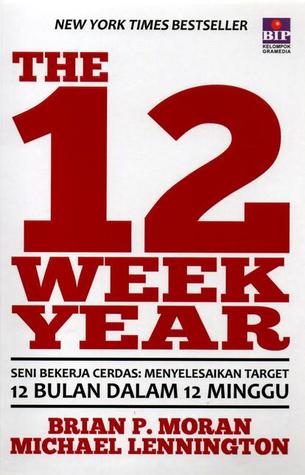 NEW YORK TIMES BESTSELLER
BIP
KELOMPOK
GRAMEDIA
THE
12
WEEK
YEAR
SENI BEKERJA CERDAS: MENYELESAIKAN TARGET
12 BULAN DALAM 12 MINGGU
BRIAN P. MORAN
MICHAEL LENNINGTON